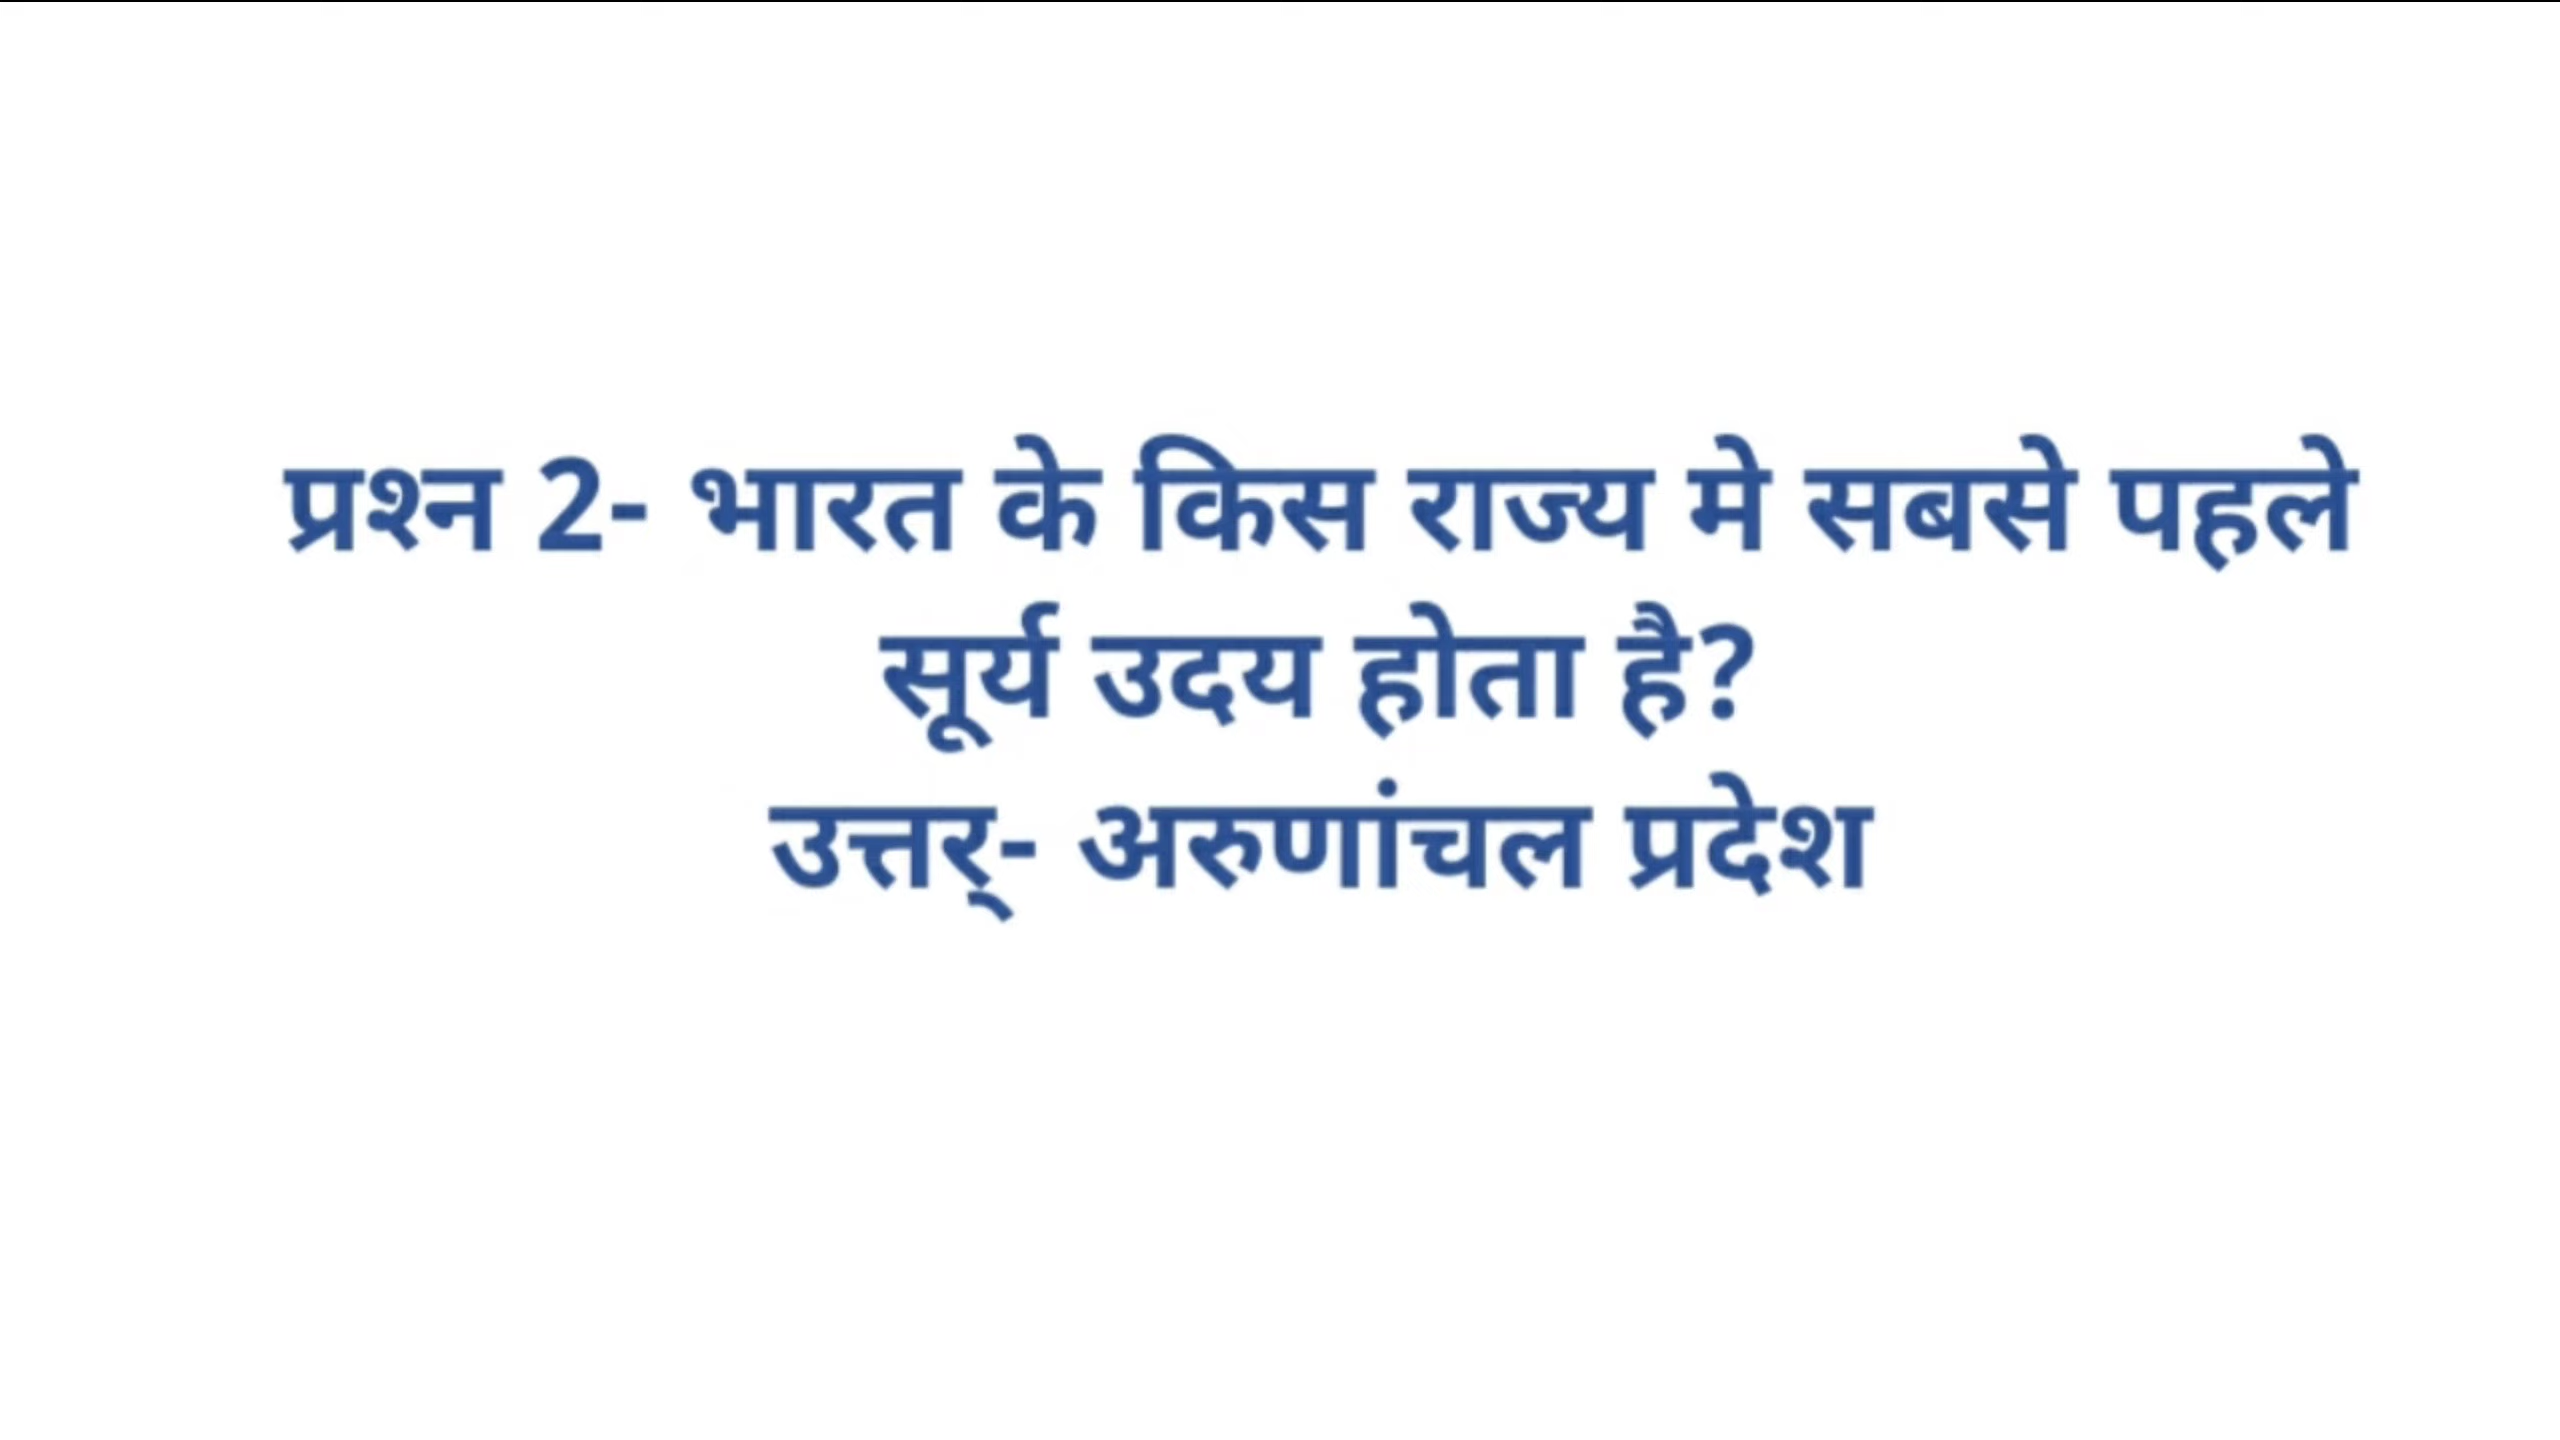 प्रश्न 2- भारत के किस राज्य मे सबसे पहले
सूर्य उदय होता है?
उत्तर्- अरुणांचल प्रदेश